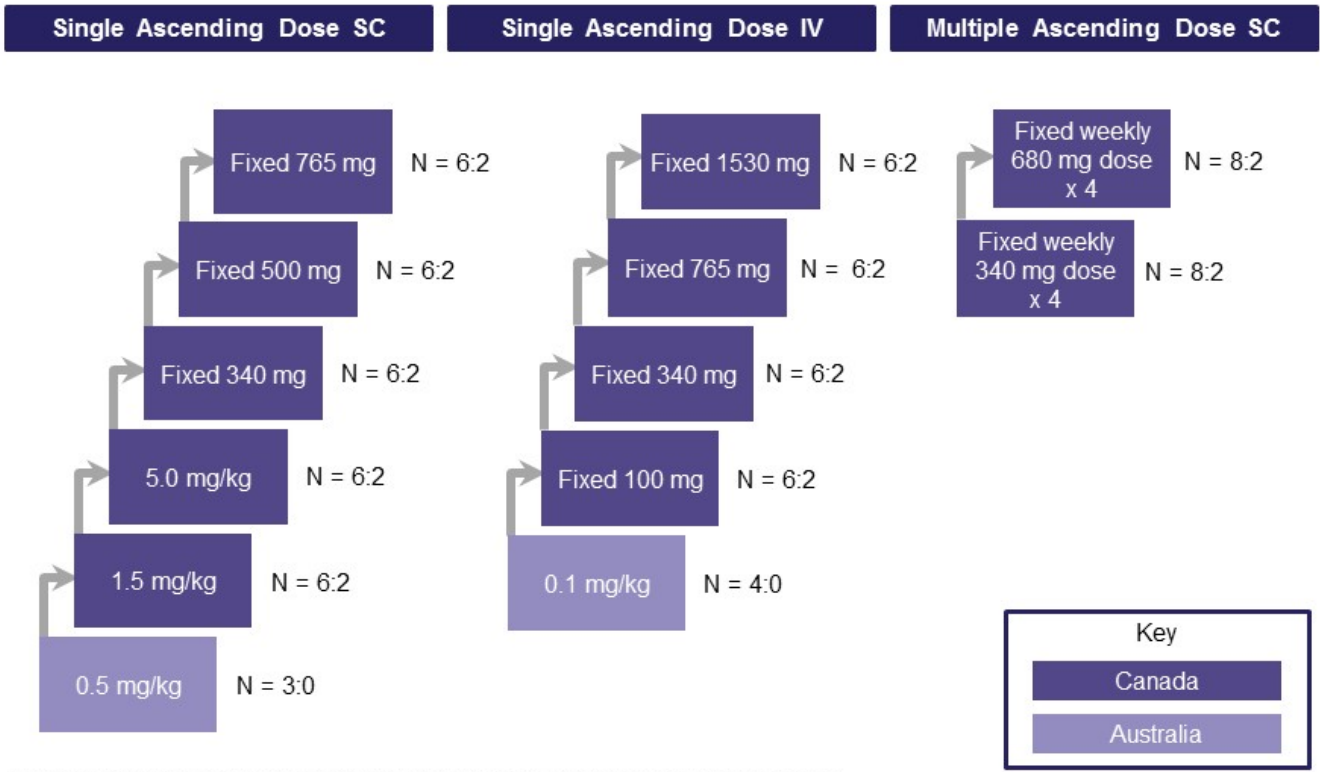 Single Ascending Dose SC
Single Ascending Dose IV
Multiple Ascending Dose SC
Fixed 765 mg
N = 6:2
Fixed 500 mg
N = 6:2
Fixed 340 mg
N = 6:2
5.0 mg/kg
N = 6:2
1.5 mg/kg
N = 6:2
0.5 mg/kg
N = 3:0
Fixed 1530 mg
N = 6:2
Fixed 765 mg
N = 6:2
Fixed 340 mg
N = 6:2
Fixed 100 mg
N = 6:2
0.1 mg/kg
N = 4:0
Fixed weekly
680 mg dose
x 4
N = 8:2
Fixed weekly
340 mg dose
x 4
N = 8:2
Key
Canada
Australia